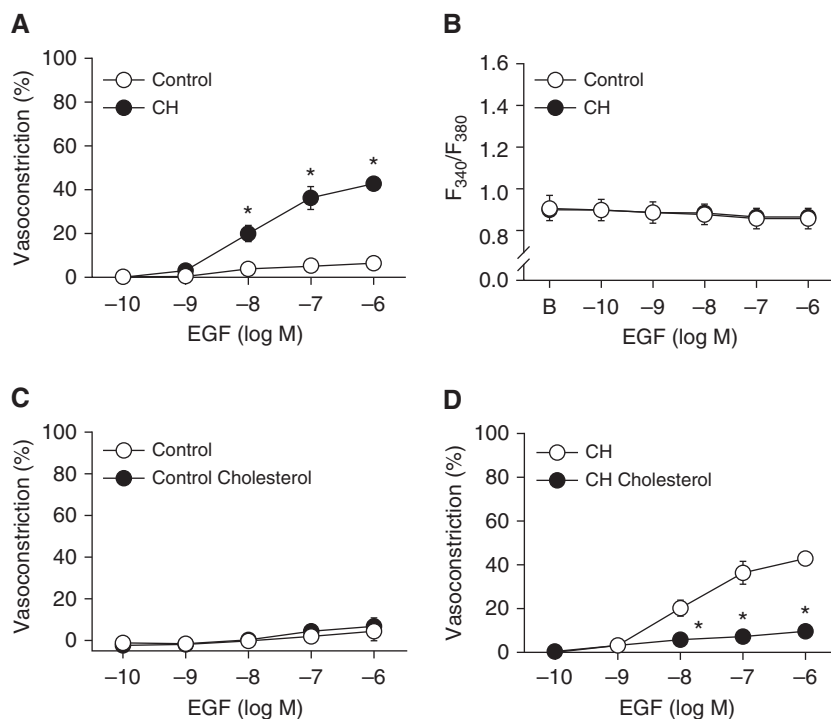 A
100
80
60
40
20
0
Vasoconstriction (%)
Control
CH
*
*
*
–10
–9
–8
–7
–6
EGF (log M)
B
1.6
1.4
1.2
1.0
0.8
0.0
F340/F380
Control
CH
B
–10
–9
–8
–7
–6
EGF (log M)
C
100
80
60
40
20
0
Vasoconstriction (%)
Control
Control Cholesterol
–10
–9
–8
–7
–6
EGF (log M)
D
100
80
60
40
20
0
Vasoconstriction (%)
CH
CH Cholesterol
*
*
*
–10
–9
–8
–7
–6
EGF (log M)